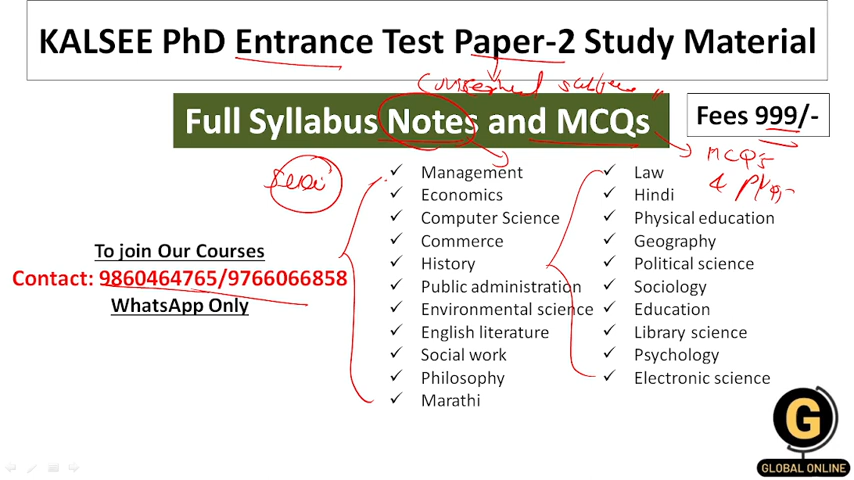 KALSEE PhD Entrance Test Paper-2 Study Material
Full Syllabus Notes and MCQs
Fees 999/-
MCQ's
&
To join Our Courses
Contact: 9860464765/9766066858
WhatsApp Only
✓ Management
✓ Economics
✓ Computer Science
✓ Commerce
✓ History
✓ Public administration
✓ Environmental science
✓ English literature
✓ Social work
✓ Philosophy
✓ Marathi
✓ Law
✓ Hindi
✓ Physical education
✓ Geography
✓ Political science
✓ Sociology
✓ Education
✓ Library science
✓ Psychology
✓ Electronic science
G
GLOBAL ONLINE